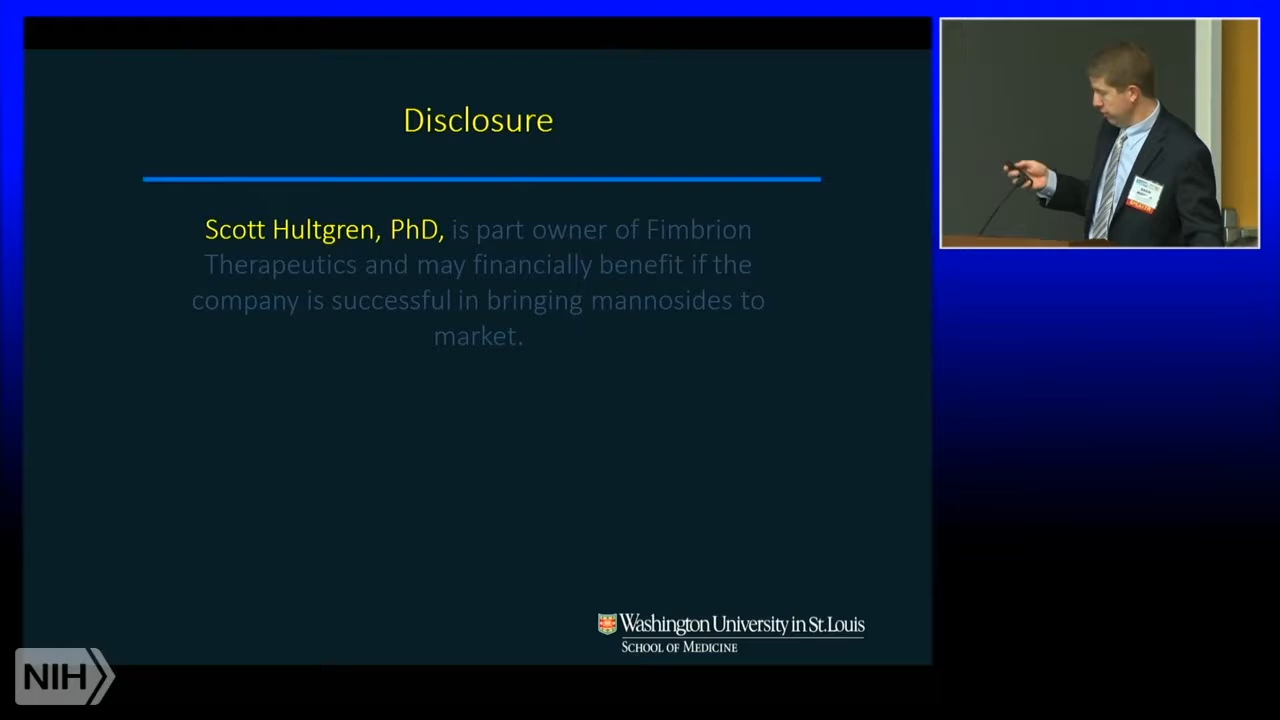 Disclosure
Scott Hultgren, PhD, is part owner of Fimbrion
Therapeutics and may financially benefit if the
company is successful in bringing mannosides to
market.
Washington University in St. Louis
SCHOOL OF MEDICINE
NIH
SPEAKER